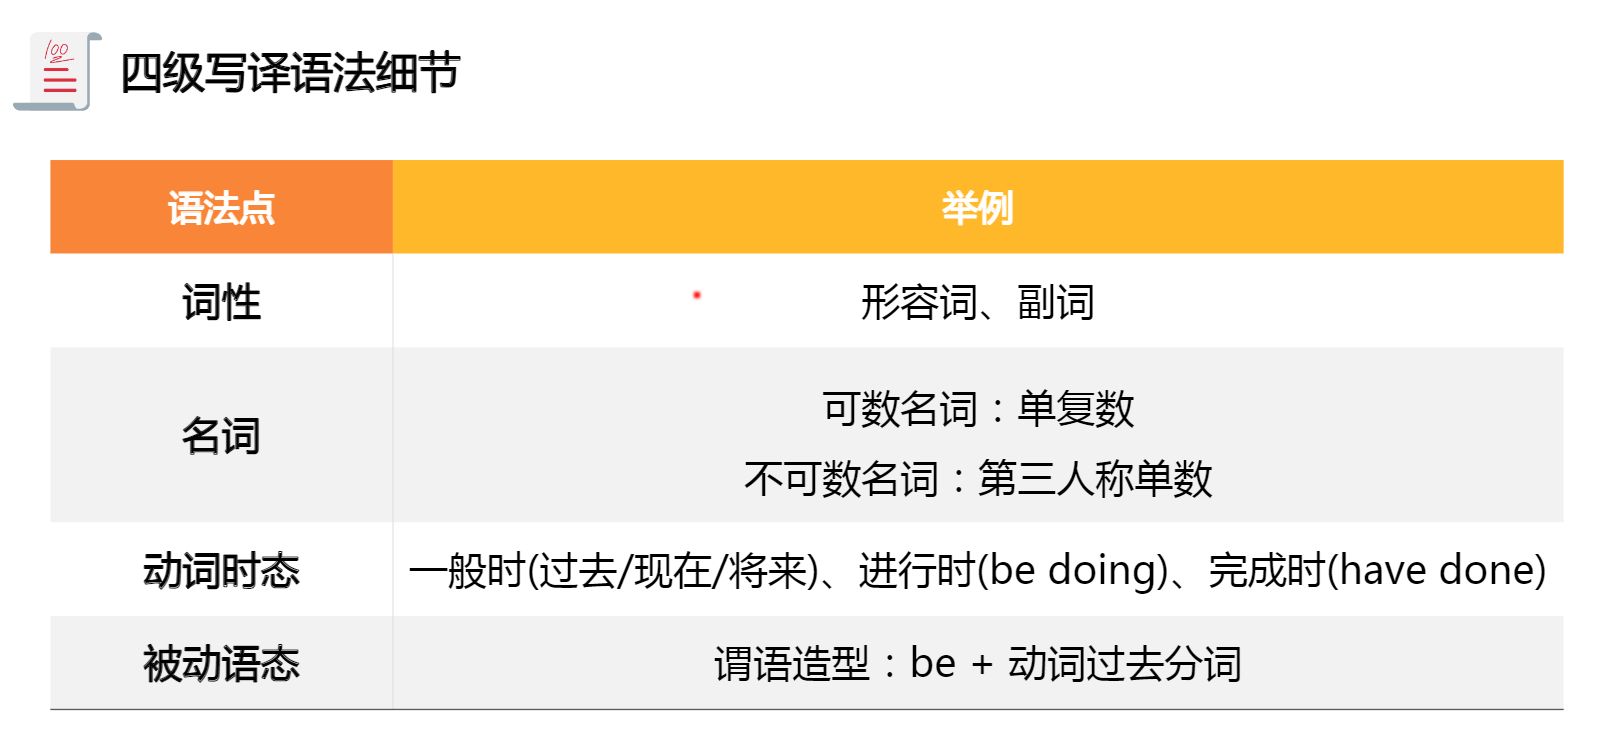 100
四级写译语法细节
语法点 举例
词性 形容词、副词
名词 可数名词：单复数
不可数名词：第三人称单数
动词时态 一般时(过去/现在/将来)、进行时(be doing)、完成时(have done)
被动语态 谓语造型：be + 动词过去分词